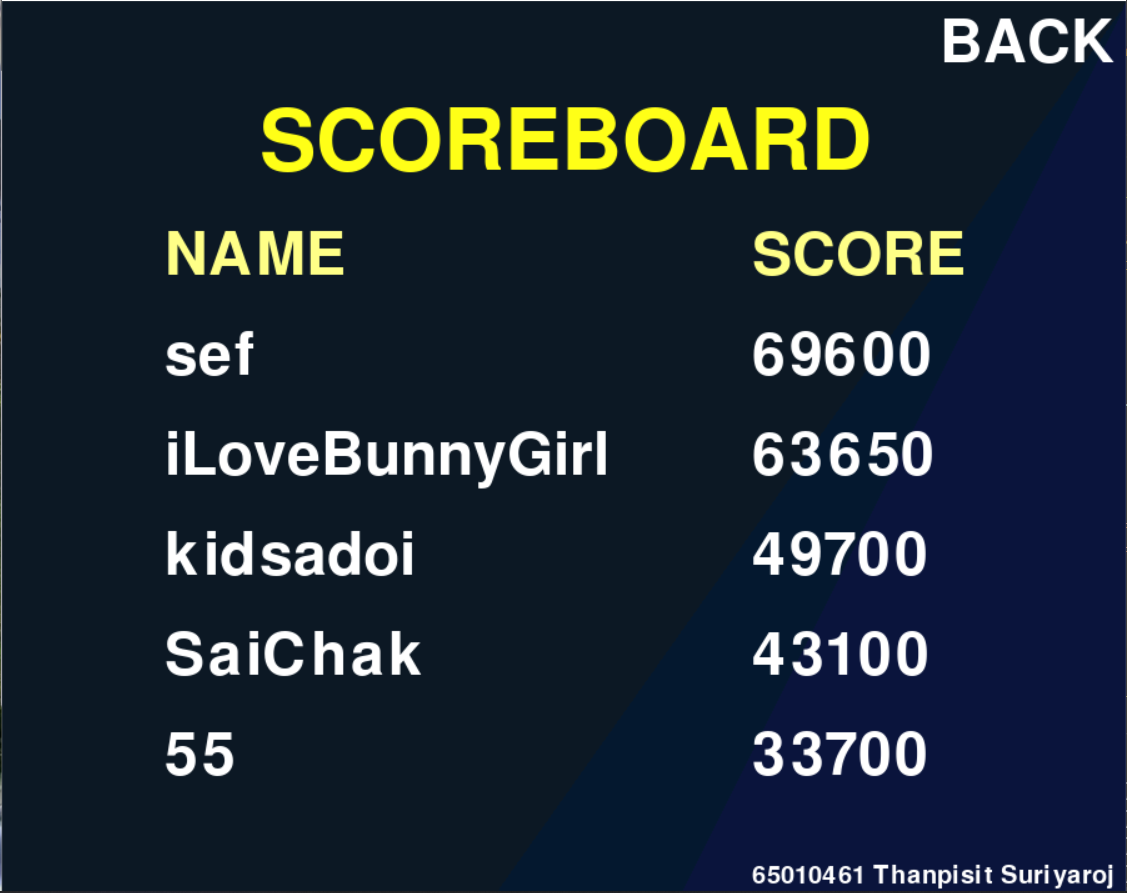 BACK
SCOREBOARD
NAME SCORE
sef 69600
iLoveBunnyGirl 63650
kidsadoi 49700
SaiChak 43100
55 33700
65010461 Thanpisit Suriyaroj